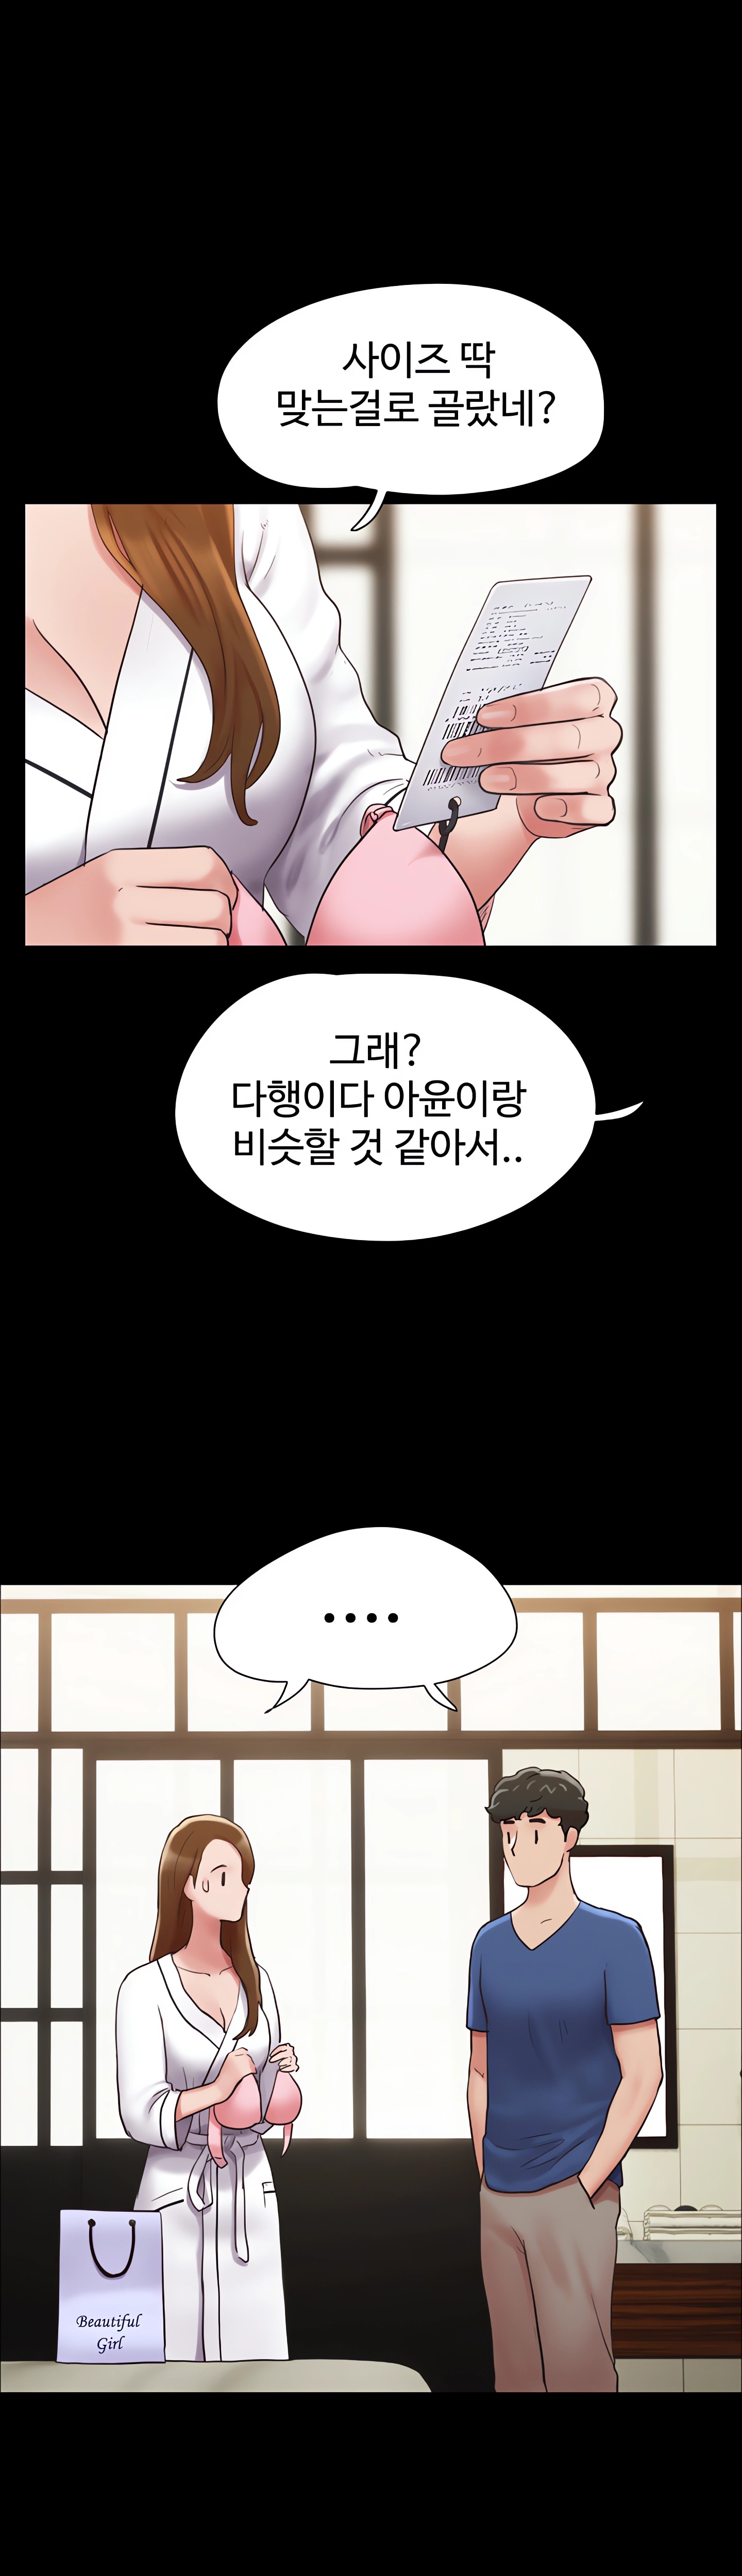 사이즈 딱
맞는걸로 골랐네?
그래?
다행이다 아윤이랑
비슷할 것 같아서..
....
Beautiful
Girl